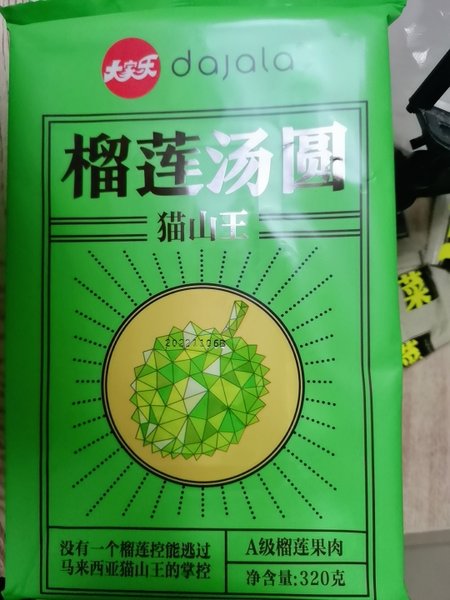 大家乐 dajala
榴莲汤圆
猫山王
没有一个榴莲控能逃过
马来西亚猫山王的掌控
A级榴莲果肉
净含量:320克
菜